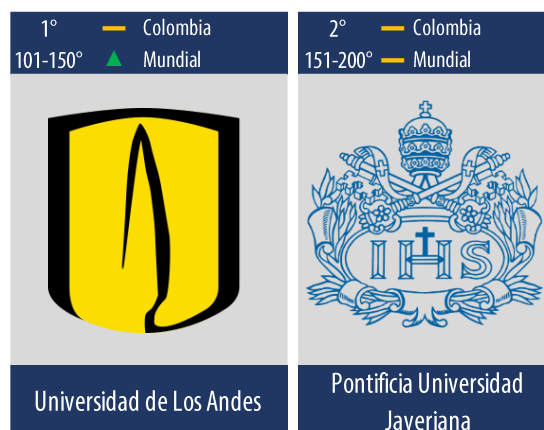 1° Colombia
101-150° Mundial
Universidad de Los Andes
2° Colombia
151-200° Mundial
IHS
Pontificia Universidad
Javeriana